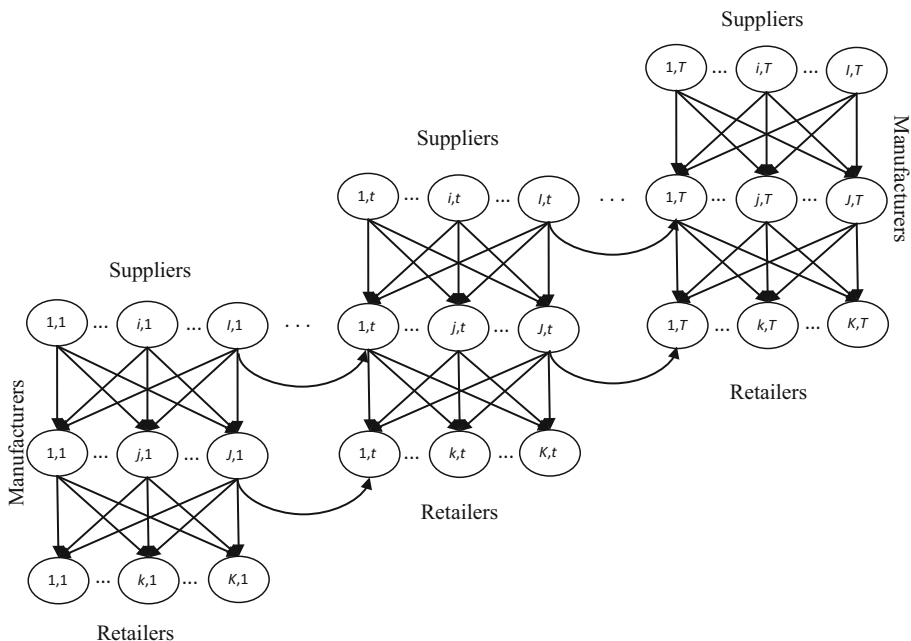 Suppliers
1,T ... i,T ... I,T
Suppliers
Manufacturers
1,t ... i,t ... I,t . . . 1,T ... j,T ... J,T
Suppliers
1,1 ... i,1 ... I,1 . . . 1,t ... j,t ... J,t 1,T ... k,T ... K,T
Retailers
Manufacturers
1,1 ... j,1 ... J,1 1,t ... k,t ... K,t
Retailers
1,1 ... k,1 ... K,1
Retailers